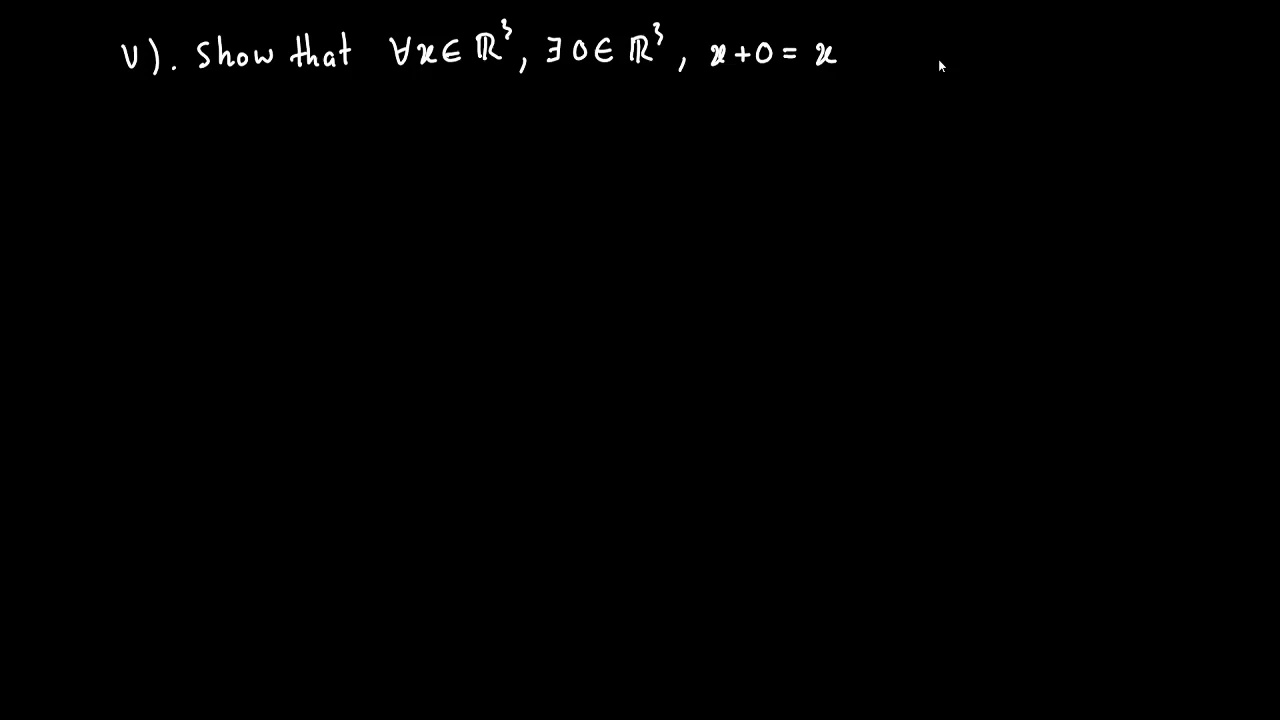 V). Show that ∀x∈ ℝ³, ∃ 0∈ ℝ³, x+0 = x